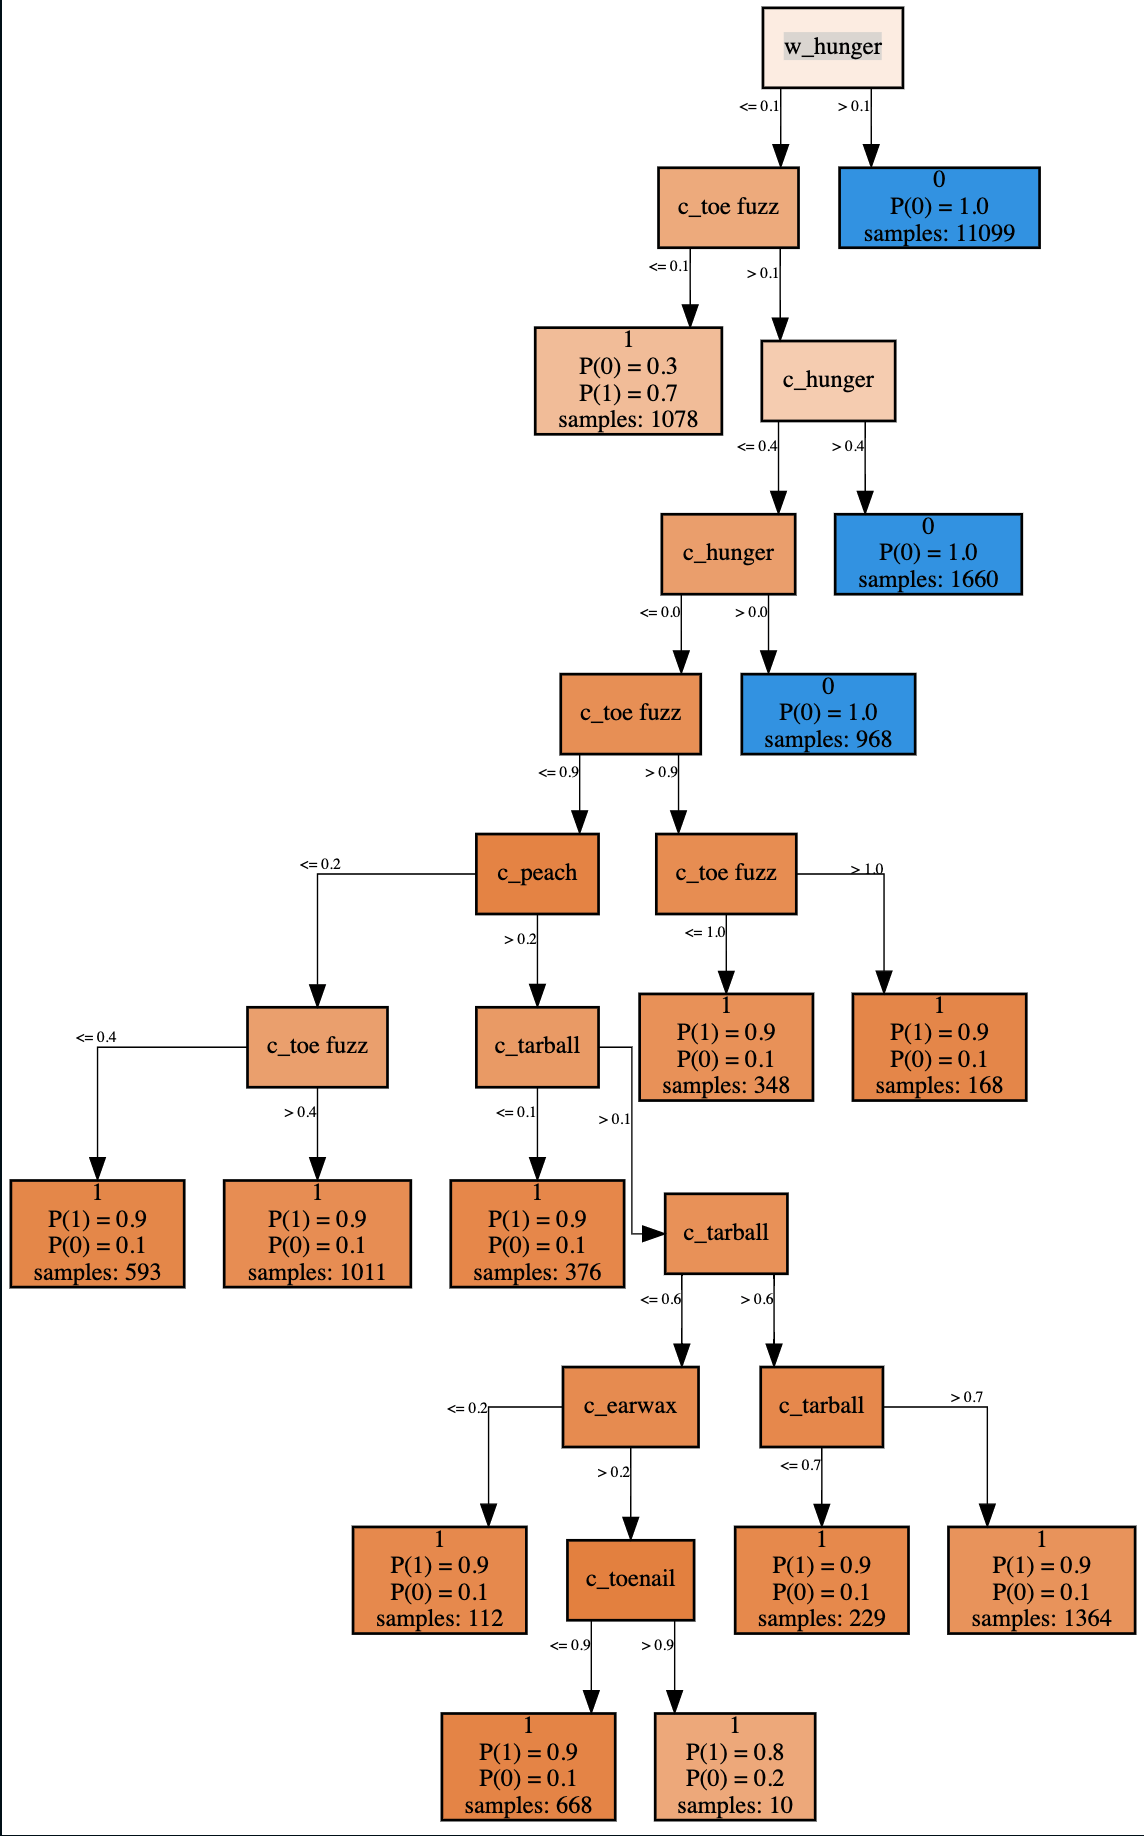 w_hunger
<= 0.1
> 0.1
c_toe fuzz
0
P(0) = 1.0
samples: 11099
<= 0.1
> 0.1
1
P(0) = 0.3
P(1) = 0.7
samples: 1078
c_hunger
<= 0.4
> 0.4
c_hunger
0
P(0) = 1.0
samples: 1660
<= 0.0
> 0.0
c_toe fuzz
0
P(0) = 1.0
samples: 968
<= 0.9
> 0.9
c_peach
c_toe fuzz
<= 0.2
> 0.2
<= 1.0
> 1.0
c_toe fuzz
c_tarball
1
P(1) = 0.9
P(0) = 0.1
samples: 348
1
P(1) = 0.9
P(0) = 0.1
samples: 168
<= 0.4
> 0.4
<= 0.1
> 0.1
1
P(1) = 0.9
P(0) = 0.1
samples: 593
1
P(1) = 0.9
P(0) = 0.1
samples: 1011
1
P(1) = 0.9
P(0) = 0.1
samples: 376
c_tarball
<= 0.6
> 0.6
c_earwax
c_tarball
<= 0.2
> 0.2
<= 0.7
> 0.7
1
P(1) = 0.9
P(0) = 0.1
samples: 112
c_toenail
1
P(1) = 0.9
P(0) = 0.1
samples: 229
1
P(1) = 0.9
P(0) = 0.1
samples: 1364
<= 0.9
> 0.9
1
P(1) = 0.9
P(0) = 0.1
samples: 668
1
P(1) = 0.8
P(0) = 0.2
samples: 10